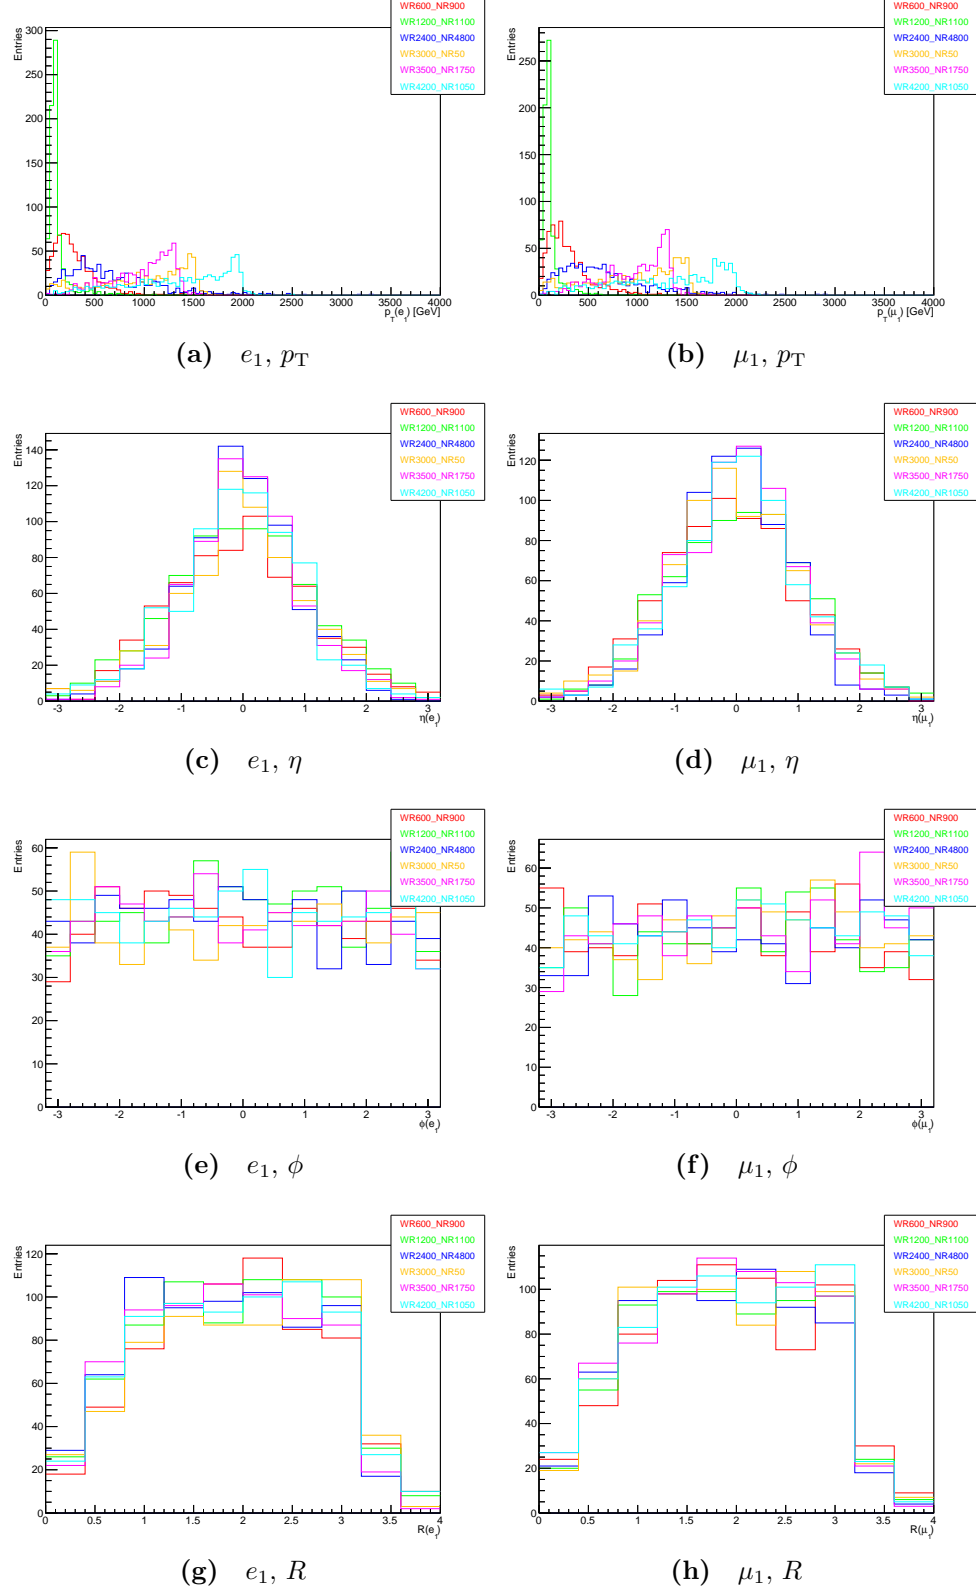 WR600_NR900
WR1200_NR1100
WR2400_NR4800
WR3000_NR50
WR3500_NR1750
WR4200_NR1050
Entries
300
250
200
150
100
50
0
0 500 1000 1500 2000 2500 3000 3500 4000
p_T(e_1) [GeV]
(a) e₁, p_T
WR600_NR900
WR1200_NR1100
WR2400_NR4800
WR3000_NR50
WR3500_NR1750
WR4200_NR1050
Entries
250
200
150
100
50
0
0 500 1000 1500 2000 2500 3000 3500 4000
p_T(μ_1) [GeV]
(b) μ₁, p_T
WR600_NR900
WR1200_NR1100
WR2400_NR4800
WR3000_NR50
WR3500_NR1750
WR4200_NR1050
Entries
140
120
100
80
60
40
20
0
-3 -2 -1 0 1 2 3
η(e_1)
(c) e₁, η
WR600_NR900
WR1200_NR1100
WR2400_NR4800
WR3000_NR50
WR3500_NR1750
WR4200_NR1050
Entries
120
100
80
60
40
20
0
-3 -2 -1 0 1 2 3
η(μ_1)
(d) μ₁, η
WR600_NR900
WR1200_NR1100
WR2400_NR4800
WR3000_NR50
WR3500_NR1750
WR4200_NR1050
Entries
60
50
40
30
20
10
0
-3 -2 -1 0 1 2 3
φ(e_1)
(e) e₁, φ
WR600_NR900
WR1200_NR1100
WR2400_NR4800
WR3000_NR50
WR3500_NR1750
WR4200_NR1050
Entries
60
50
40
30
20
10
0
-3 -2 -1 0 1 2 3
φ(μ_1)
(f) μ₁, φ
WR600_NR900
WR1200_NR1100
WR2400_NR4800
WR3000_NR50
WR3500_NR1750
WR4200_NR1050
Entries
120
100
80
60
40
20
0
0 0.5 1 1.5 2 2.5 3 3.5 4
R(e_1)
(g) e₁, R
WR600_NR900
WR1200_NR1100
WR2400_NR4800
WR3000_NR50
WR3500_NR1750
WR4200_NR1050
Entries
120
100
80
60
40
20
0
0 0.5 1 1.5 2 2.5 3 3.5 4
R(μ_1)
(h) μ₁, R